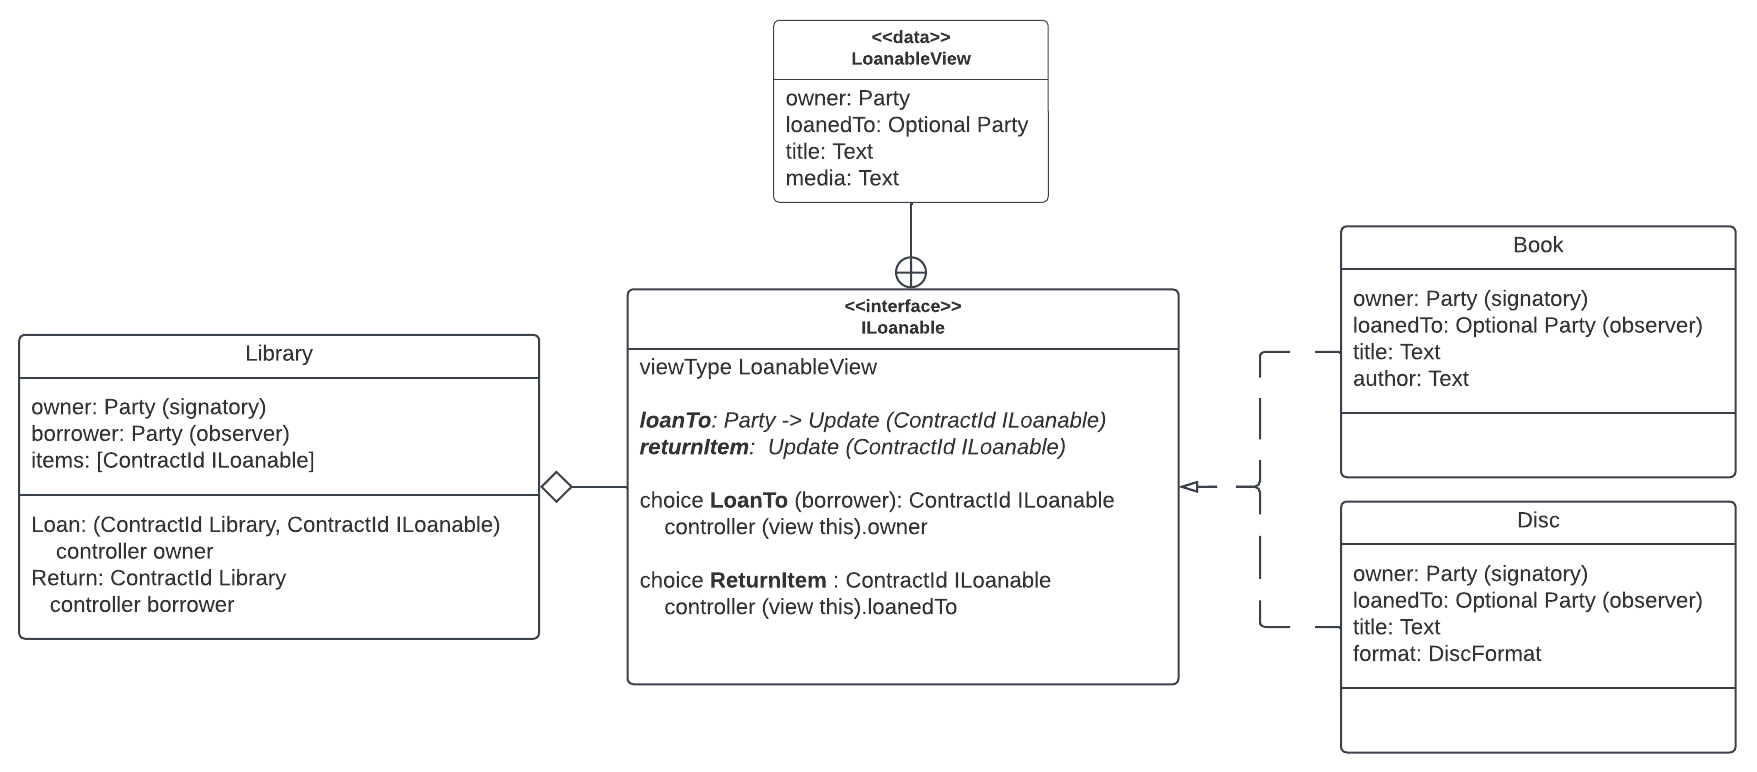 <<data>>
LoanableView
owner: Party
loanedTo: Optional Party
title: Text
media: Text
<<interface>>
ILoanable
viewType LoanableView
loanTo: Party -> Update (ContractId ILoanable)
returnItem:  Update (ContractId ILoanable)
choice LoanTo (borrower): ContractId ILoanable
controller (view this).owner
choice ReturnItem : ContractId ILoanable
controller (view this).loanedTo
Library
owner: Party (signatory)
borrower: Party (observer)
items: [ContractId ILoanable]
Loan: (ContractId Library, ContractId ILoanable)
controller owner
Return: ContractId Library
controller borrower
Book
owner: Party (signatory)
loanedTo: Optional Party (observer)
title: Text
author: Text
Disc
owner: Party (signatory)
loanedTo: Optional Party (observer)
title: Text
format: DiscFormat